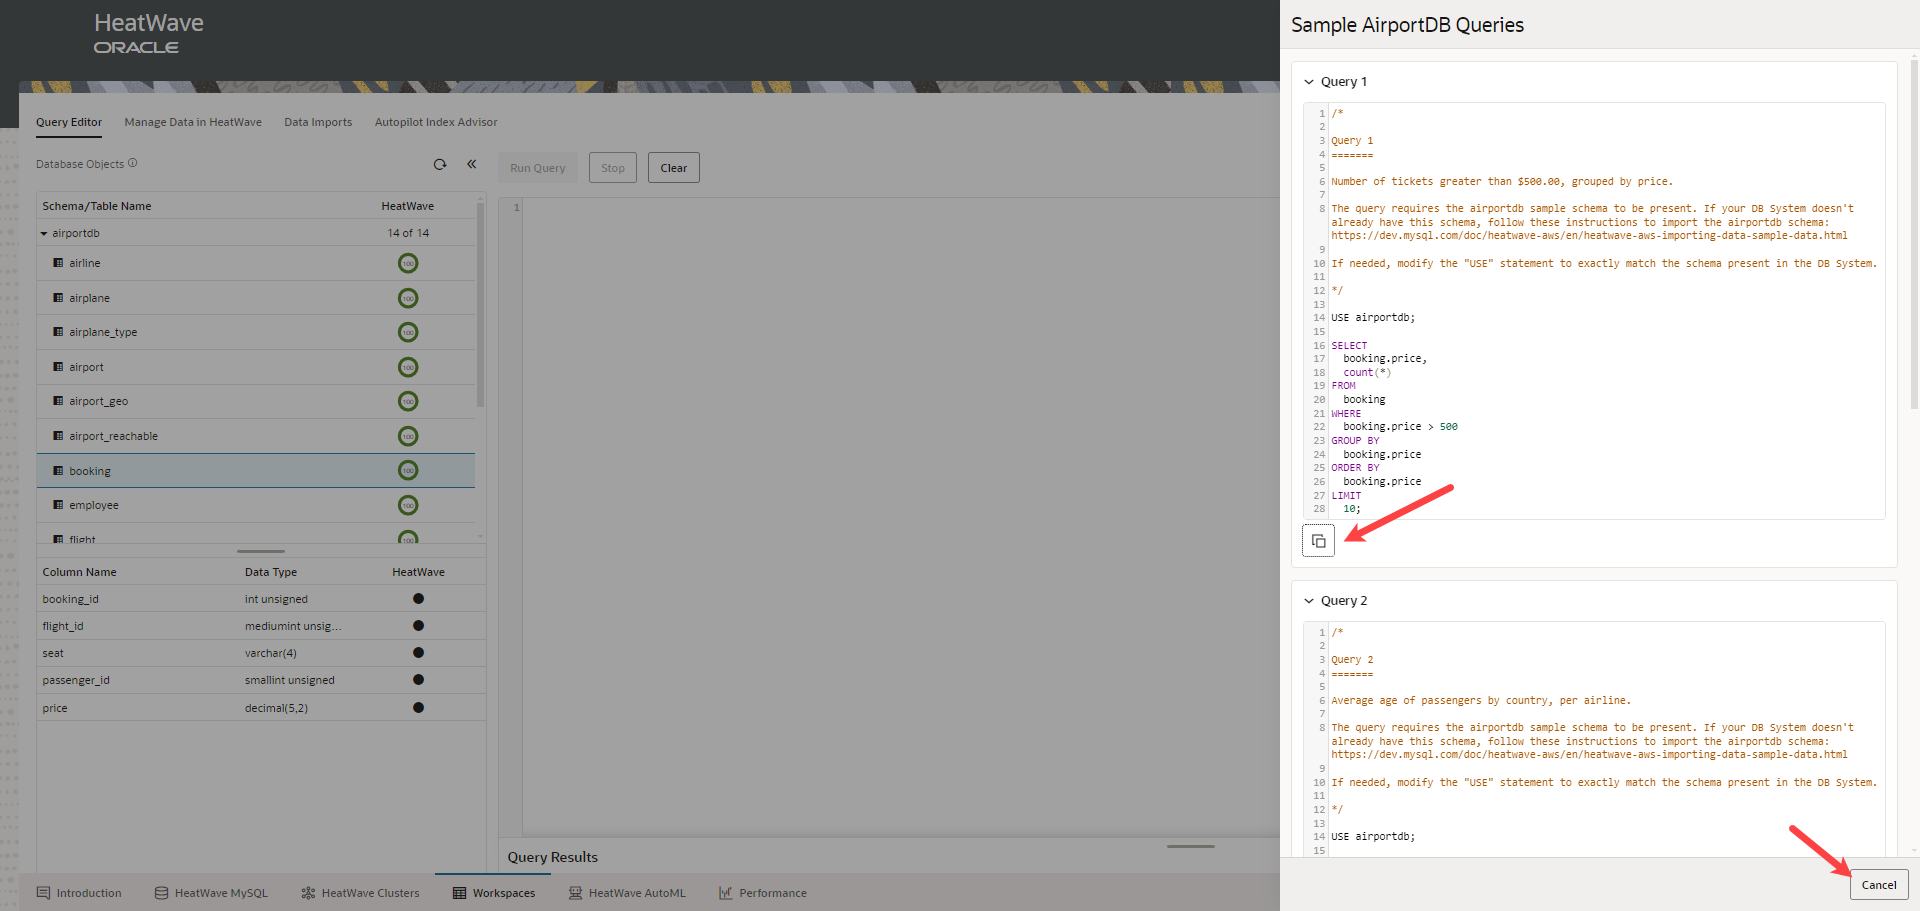 HeatWave
ORACLE
Query Editor Manage Data in HeatWave Data Imports Autopilot Index Advisor
Database Objects
Run Query Stop Clear
Schema/Table Name HeatWave
airportdb 14 of 14
airline 100
airplane 100
airplane_type 100
airport 100
airport_geo 100
airport_reachable 100
booking 100
employee 100
flight 100
Column Name Data Type HeatWave
booking_id int unsigned
flight_id mediumint unsig...
seat varchar(4)
passenger_id smallint unsigned
price decimal(5,2)
1
Query Results
Introduction HeatWave MySQL HeatWave Clusters Workspaces HeatWave AutoML Performance
Sample AirportDB Queries
Query 1
1 /*
2
3 Query 1
4 =======
5
6 Number of tickets greater than $500.00, grouped by price.
7
8 The query requires the airportdb sample schema to be present. If your DB System doesn't
already have this schema, follow these instructions to import the airportdb schema:
https://dev.mysql.com/doc/heatwave-aws/en/heatwave-aws-importing-data-sample-data.html
9
10 If needed, modify the "USE" statement to exactly match the schema present in the DB System.
11
12 */
13
14 USE airportdb;
15
16 SELECT
17 booking.price,
18 count(*)
19 FROM
20 booking
21 WHERE
22 booking.price > 500
23 GROUP BY
24 booking.price
25 ORDER BY
26 booking.price
27 LIMIT
28 10;
Query 2
1 /*
2
3 Query 2
4 =======
5
6 Average age of passengers by country, per airline.
7
8 The query requires the airportdb sample schema to be present. If your DB System doesn't
already have this schema, follow these instructions to import the airportdb schema:
https://dev.mysql.com/doc/heatwave-aws/en/heatwave-aws-importing-data-sample-data.html
9
10 If needed, modify the "USE" statement to exactly match the schema present in the DB System.
11
12 */
13
14 USE airportdb;
15
Cancel